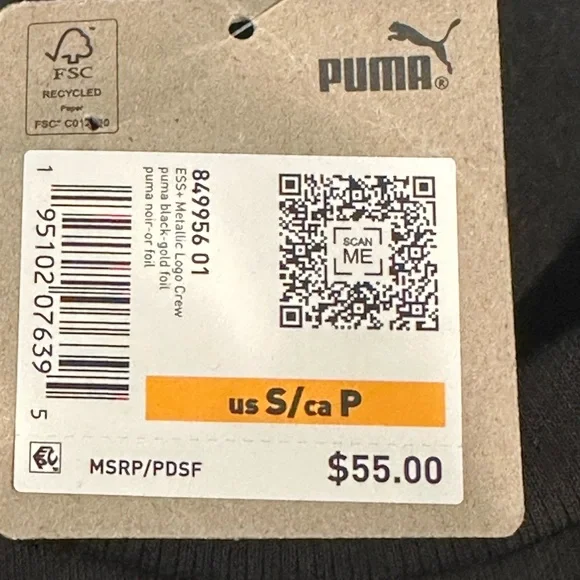 FSC
RECYCLED
Paper
PUMA®
849956 01
ESS+ Metallic Logo Crew
puma black-gold foil
puma noir-or foil
1 95102 07639 5
SCAN
ME
us S/ca P
MSRP/PDSF
$55.00